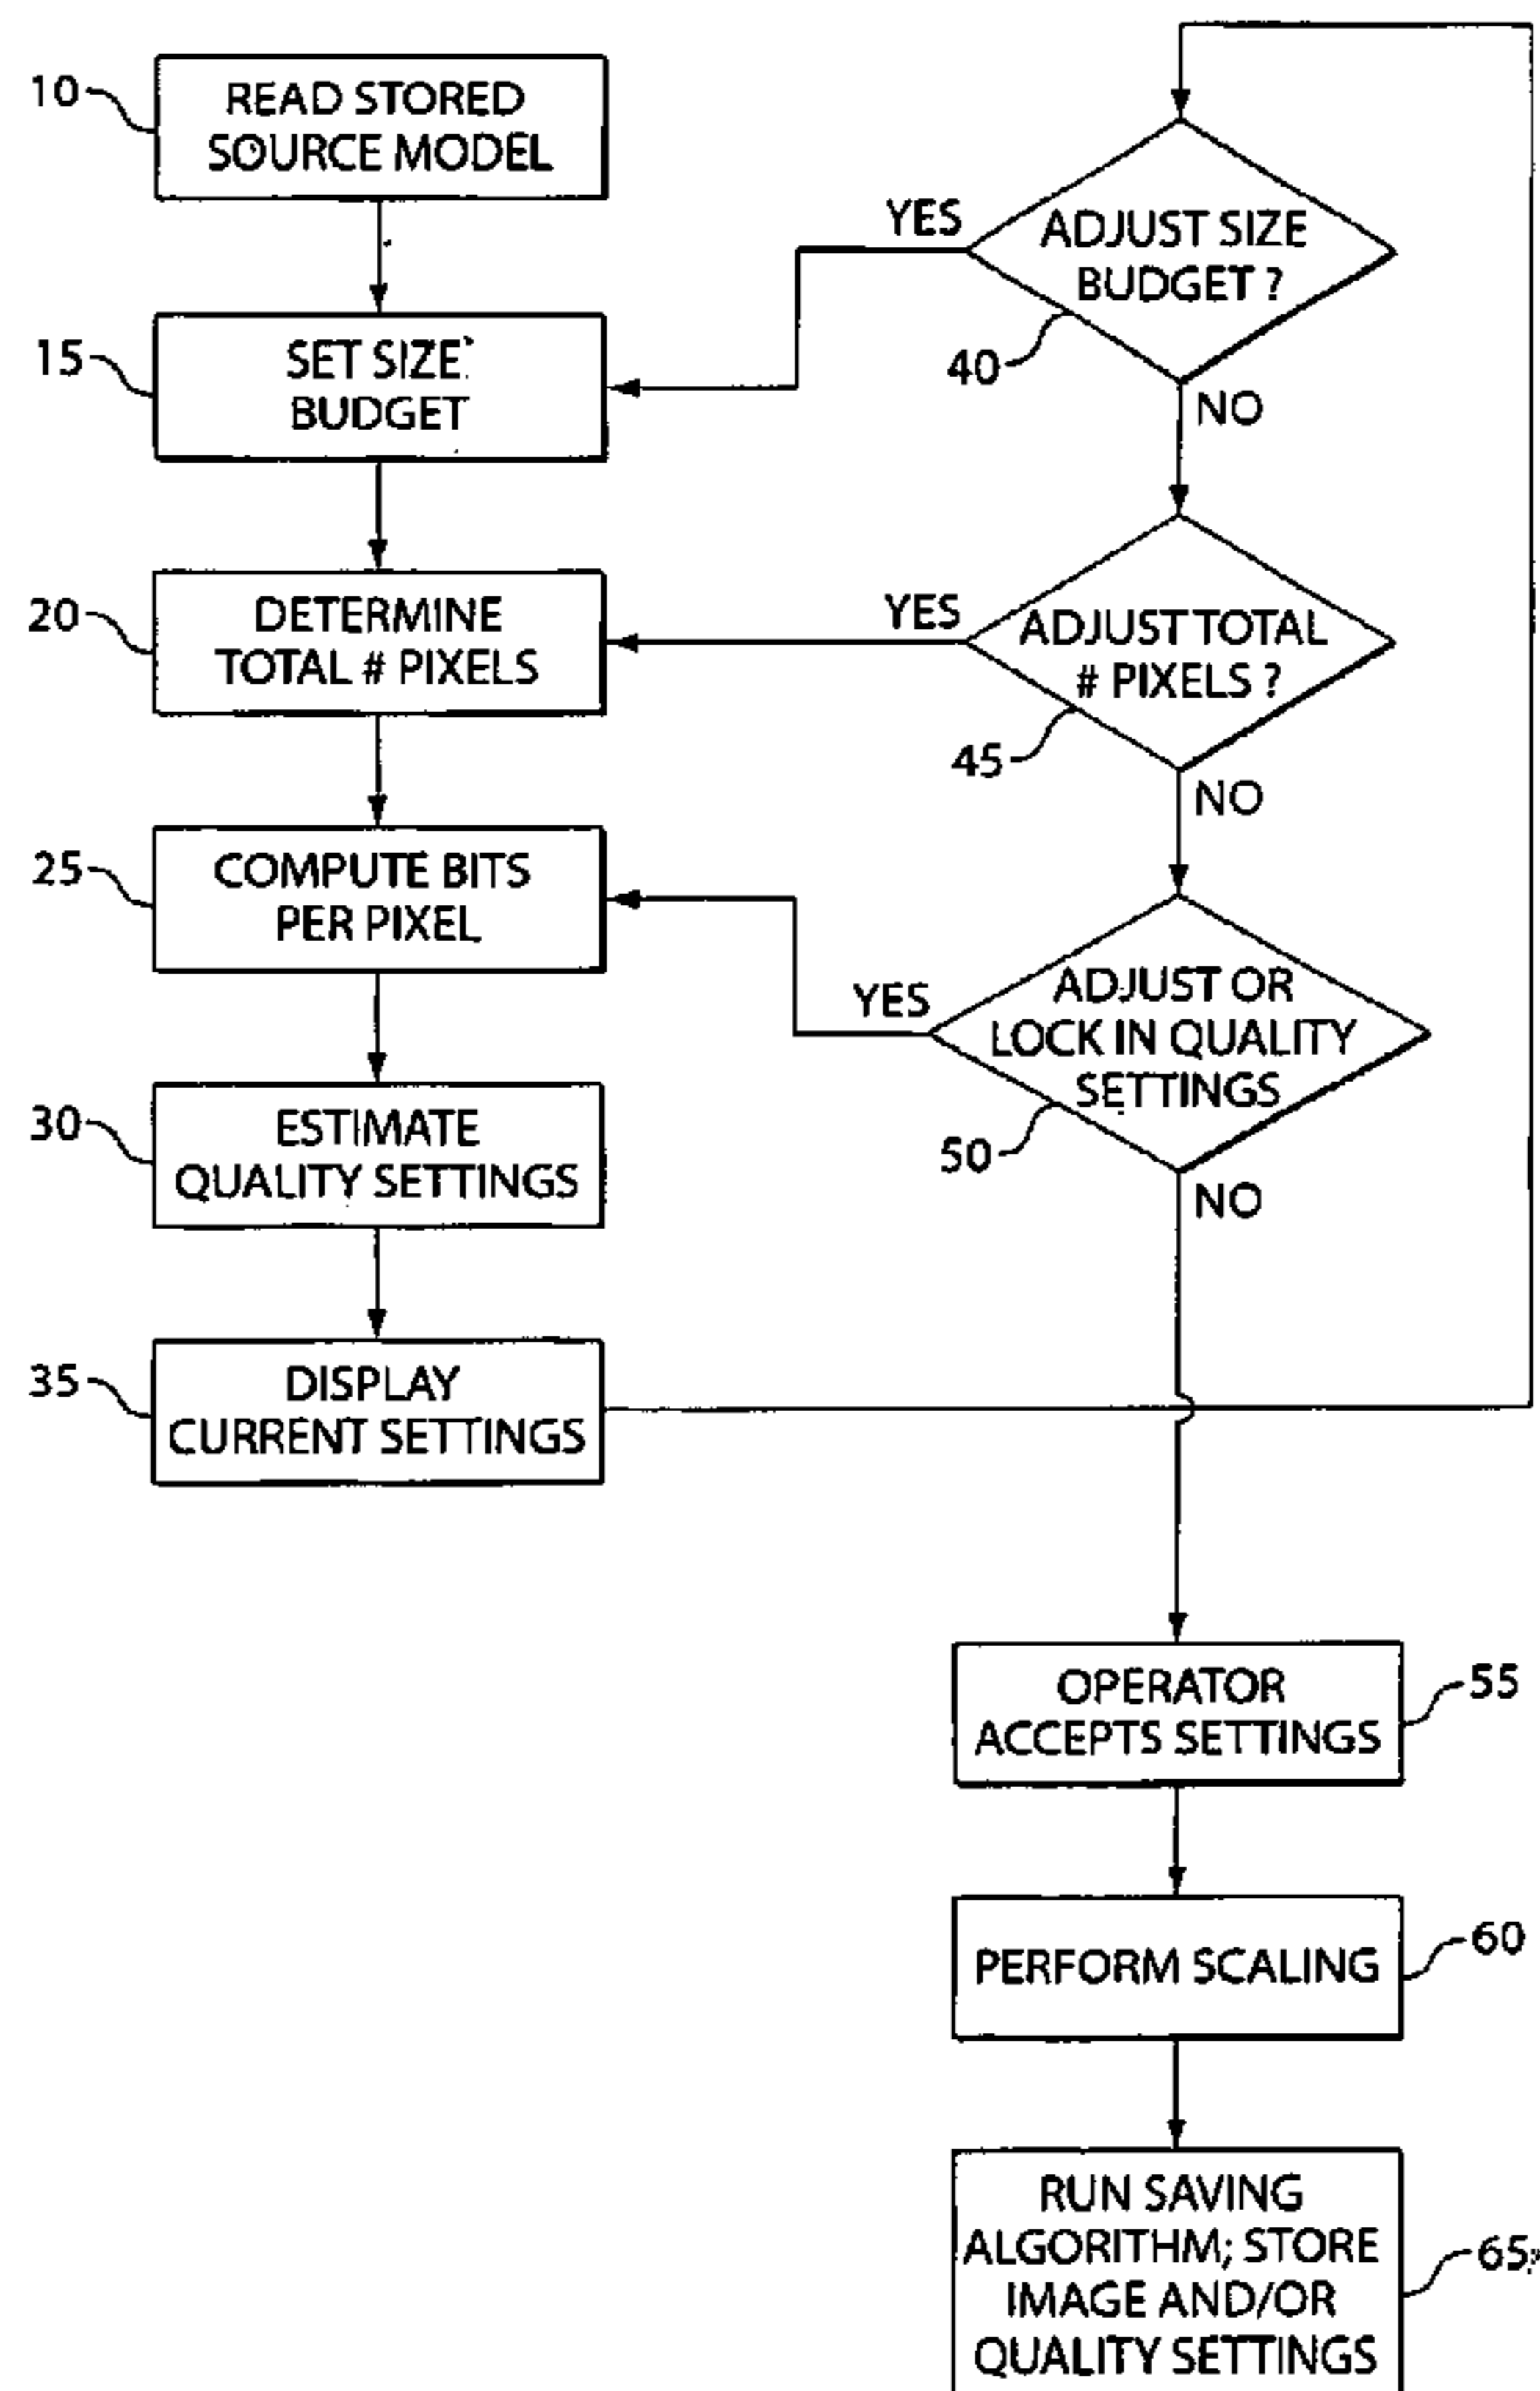 10
READ STORED
SOURCE MODEL
15
SET SIZE
BUDGET
20
DETERMINE
TOTAL # PIXELS
25
COMPUTE BITS
PER PIXEL
30
ESTIMATE
QUALITY SETTINGS
35
DISPLAY
CURRENT SETTINGS
YES
ADJUST SIZE
BUDGET ?
40
NO
YES
ADJUST TOTAL
# PIXELS ?
45
NO
YES
ADJUST OR
LOCK IN QUALITY
SETTINGS
50
NO
OPERATOR
ACCEPTS SETTINGS
55
PERFORM SCALING
60
RUN SAVING
ALGORITHM; STORE
IMAGE AND/OR
QUALITY SETTINGS
65